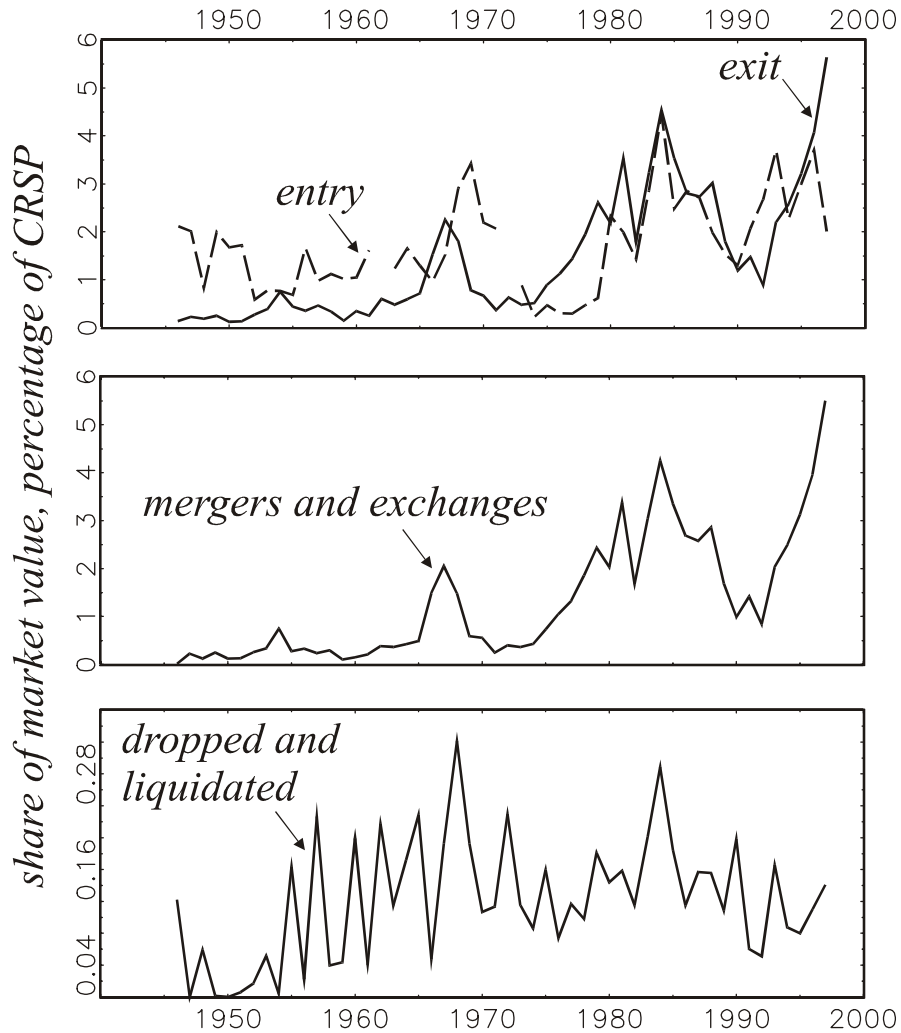 1950 1960 1970 1980 1990 2000
share of market value, percentage of CRSP
6
5
4
3
2
1
0
exit
entry
6
5
4
3
2
1
0
mergers and exchanges
0.28
0.16
0.04
dropped and
liquidated
1950 1960 1970 1980 1990 2000